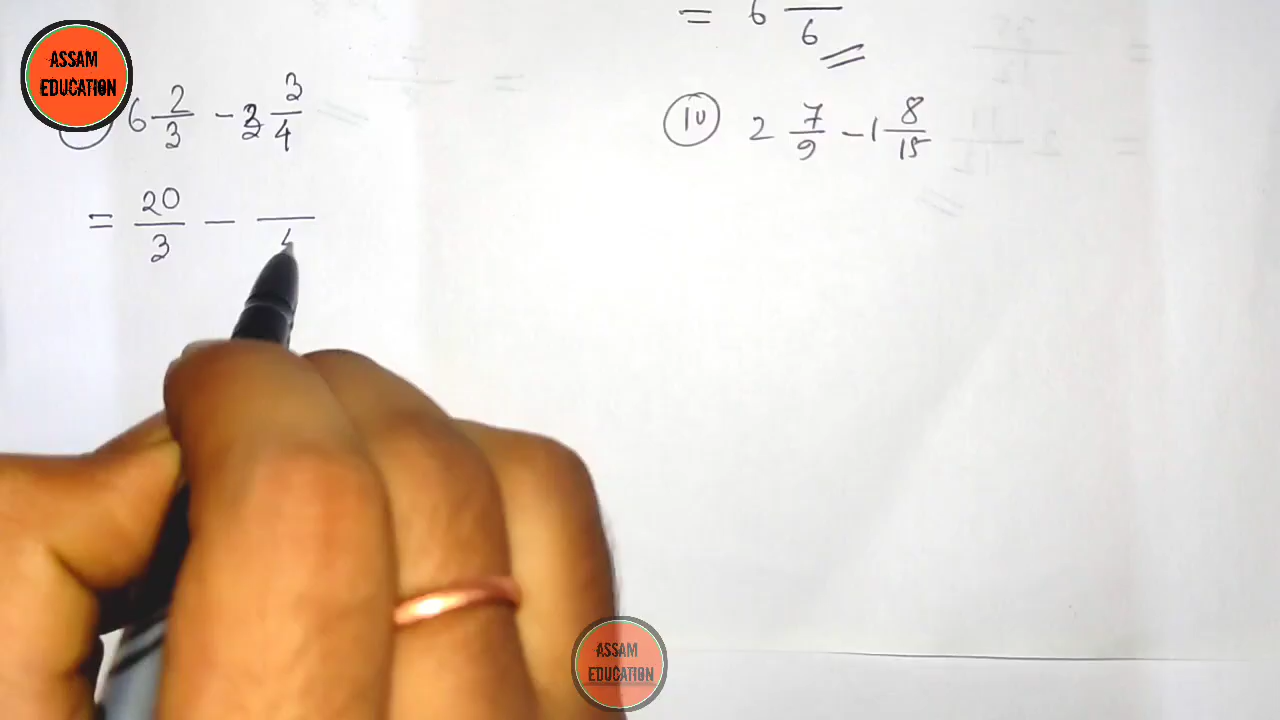 ASSAM
EDUCATION
6 2/3 - 3/4
= 20/3 - /4
= 6 /6
10 2 7/9 - 1 8/15
ASSAM
EDUCATION